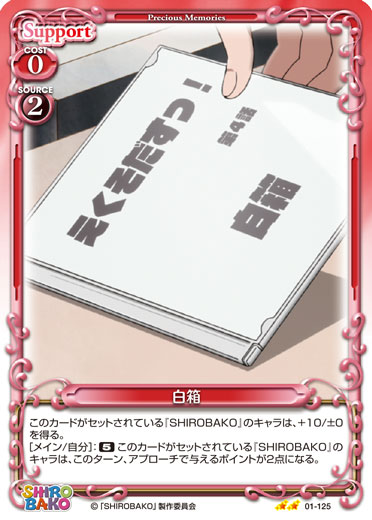 Precious Memories
Support
COST
0
SOURCE
2
えくそだすっ!
第4話
白箱
白箱
このカードがセットされている『SHIROBAKO』のキャラは、+10/±0
を得る。
[メイン/自分]: 5 このカードがセットされている『SHIROBAKO』の
キャラは、このターン、アプローチで与えるポイントが2点になる。
SHIRO
BAKO
©「SHIROBAKO」製作委員会
★★ 01-125